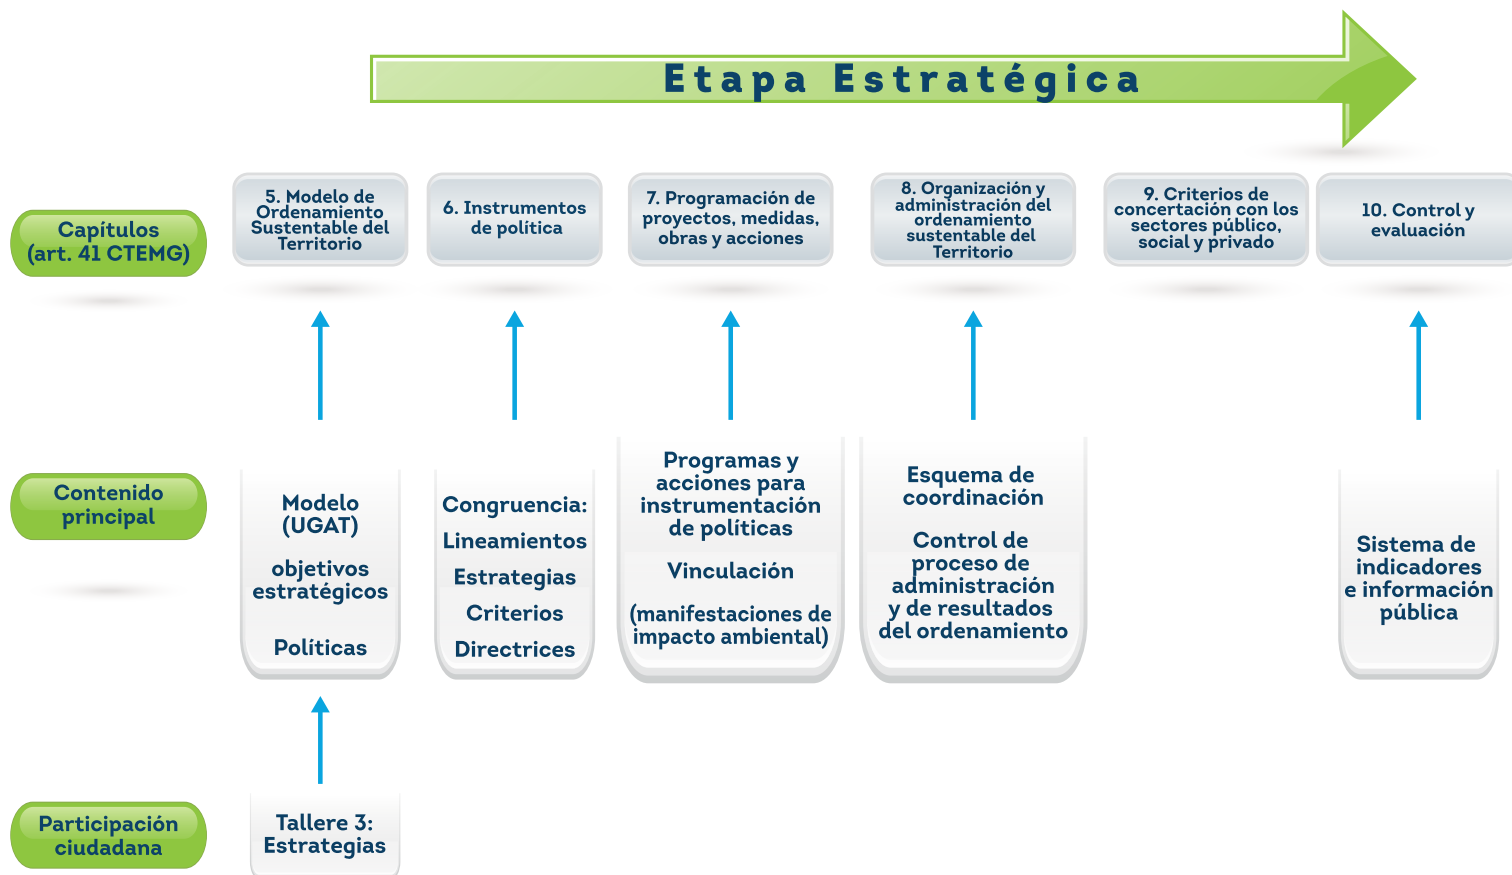 Etapa Estratégica
Capítulos
(art. 41 CTEMG)
5. Modelo de
Ordenamiento
Sustentable del
Territorio
6. Instrumentos
de política
7. Programación de
proyectos, medidas,
obras y acciones
8. Organización y
administración del
ordenamiento
sustentable del
Territorio
9. Criterios de
concertación con los
sectores público,
social y privado
10. Control y
evaluación
Contenido
principal
Modelo
(UGAT)
objetivos
estratégicos
Políticas
Congruencia:
Lineamientos
Estrategias
Criterios
Directrices
Programas y
acciones para
instrumentación
de políticas
Vinculación
(manifestaciones de
impacto ambiental)
Esquema de
coordinación
Control de
proceso de
administración
y de resultados
del ordenamiento
Sistema de
indicadores
e información
pública
Participación
ciudadana
Tallere 3:
Estrategias